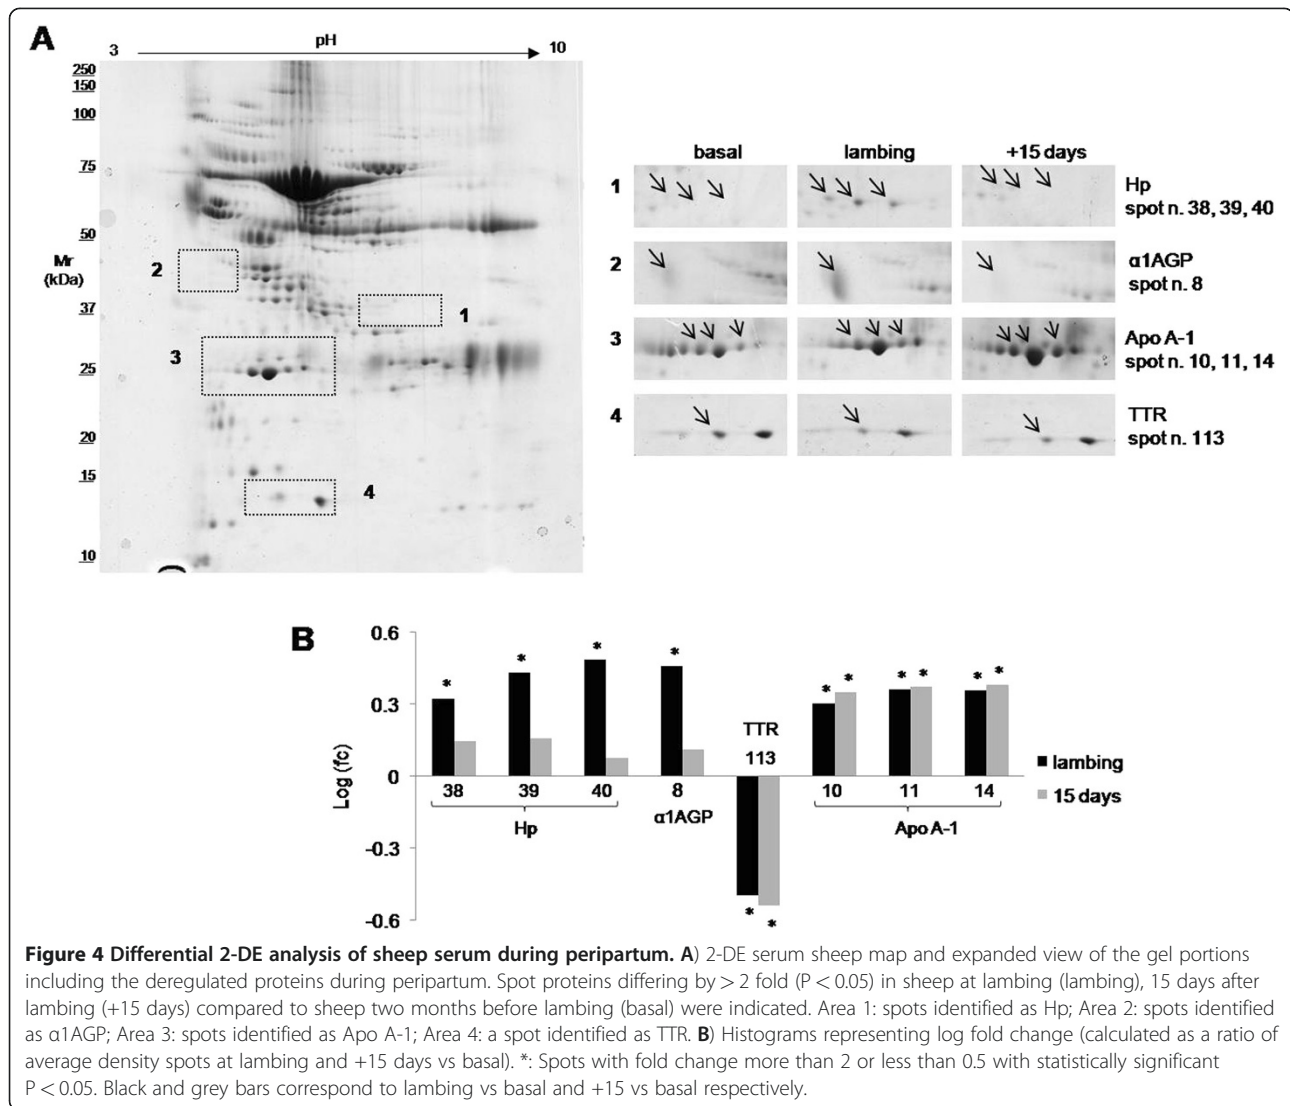 A
3 pH 10
250
150
100
75
50
Mr
(kDa)
37
25
20
15
10
2
1
3
4
basal lambing +15 days
1 Hp
spot n. 38, 39, 40
2 α1AGP
spot n. 8
3 Apo A-1
spot n. 10, 11, 14
4 TTR
spot n. 113
B
Log (fc)
0.6
0.3
0
-0.3
-0.6
* * * * * * * * * *
TTR
113
38 39 40 8 10 11 14
Hp α1AGP Apo A-1
* *
lambing
15 days
Figure 4 Differential 2-DE analysis of sheep serum during peripartum. A) 2-DE serum sheep map and expanded view of the gel portions
including the deregulated proteins during peripartum. Spot proteins differing by > 2 fold (P < 0.05) in sheep at lambing (lambing), 15 days after
lambing (+15 days) compared to sheep two months before lambing (basal) were indicated. Area 1: spots identified as Hp; Area 2: spots identified
as α1AGP; Area 3: spots identified as Apo A-1; Area 4: a spot identified as TTR. B) Histograms representing log fold change (calculated as a ratio of
average density spots at lambing and +15 days vs basal). *: Spots with fold change more than 2 or less than 0.5 with statistically significant
P < 0.05. Black and grey bars correspond to lambing vs basal and +15 vs basal respectively.